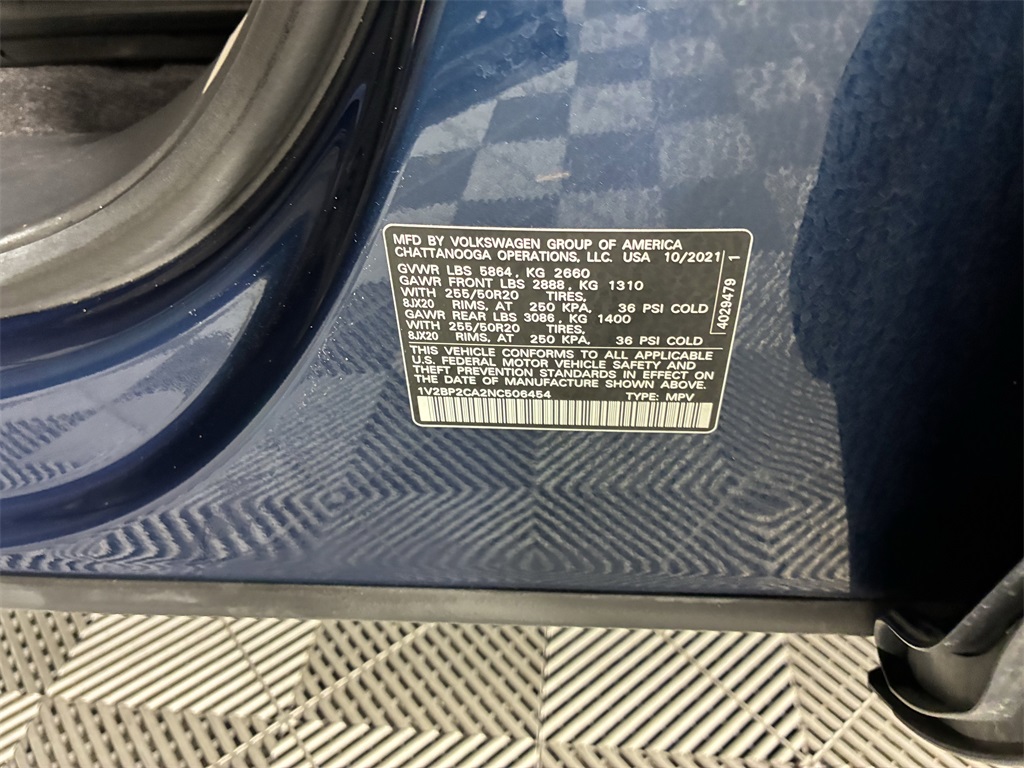 MFD BY VOLKSWAGEN GROUP OF AMERICA
CHATTANOOGA OPERATIONS, LLC. USA 10/2021
GVWR LBS 5864, KG 2660
GAWR FRONT LBS 2888, KG 1310
WITH 255/50R20 TIRES,
8JX20 RIMS, AT 250 KPA, 36 PSI COLD
GAWR REAR LBS 3086, KG 1400
WITH 255/50R20 TIRES,
8JX20 RIMS, AT 250 KPA, 36 PSI COLD
THIS VEHICLE CONFORMS TO ALL APPLICABLE
U.S. FEDERAL MOTOR VEHICLE SAFETY AND
THEFT PREVENTION STANDARDS IN EFFECT ON
THE DATE OF MANUFACTURE SHOWN ABOVE.
1V2BP2CA2NC506454 TYPE: MPV
4029479 1